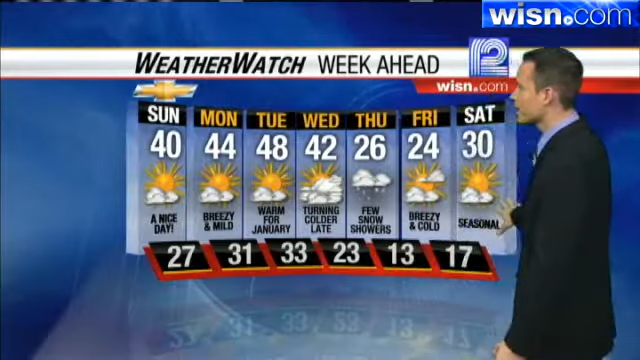 wisn.com
WEATHERWATCH WEEK AHEAD
12
wisn.com
SUN MON TUE WED THU FRI SAT
40 44 48 42 26 24 30
A NICE DAY!
BREEZY & MILD
WARM FOR JANUARY
TURNING COLDER LATE
FEW SNOW SHOWERS
BREEZY & COLD
SEASONAL
27 31 33 23 13 17